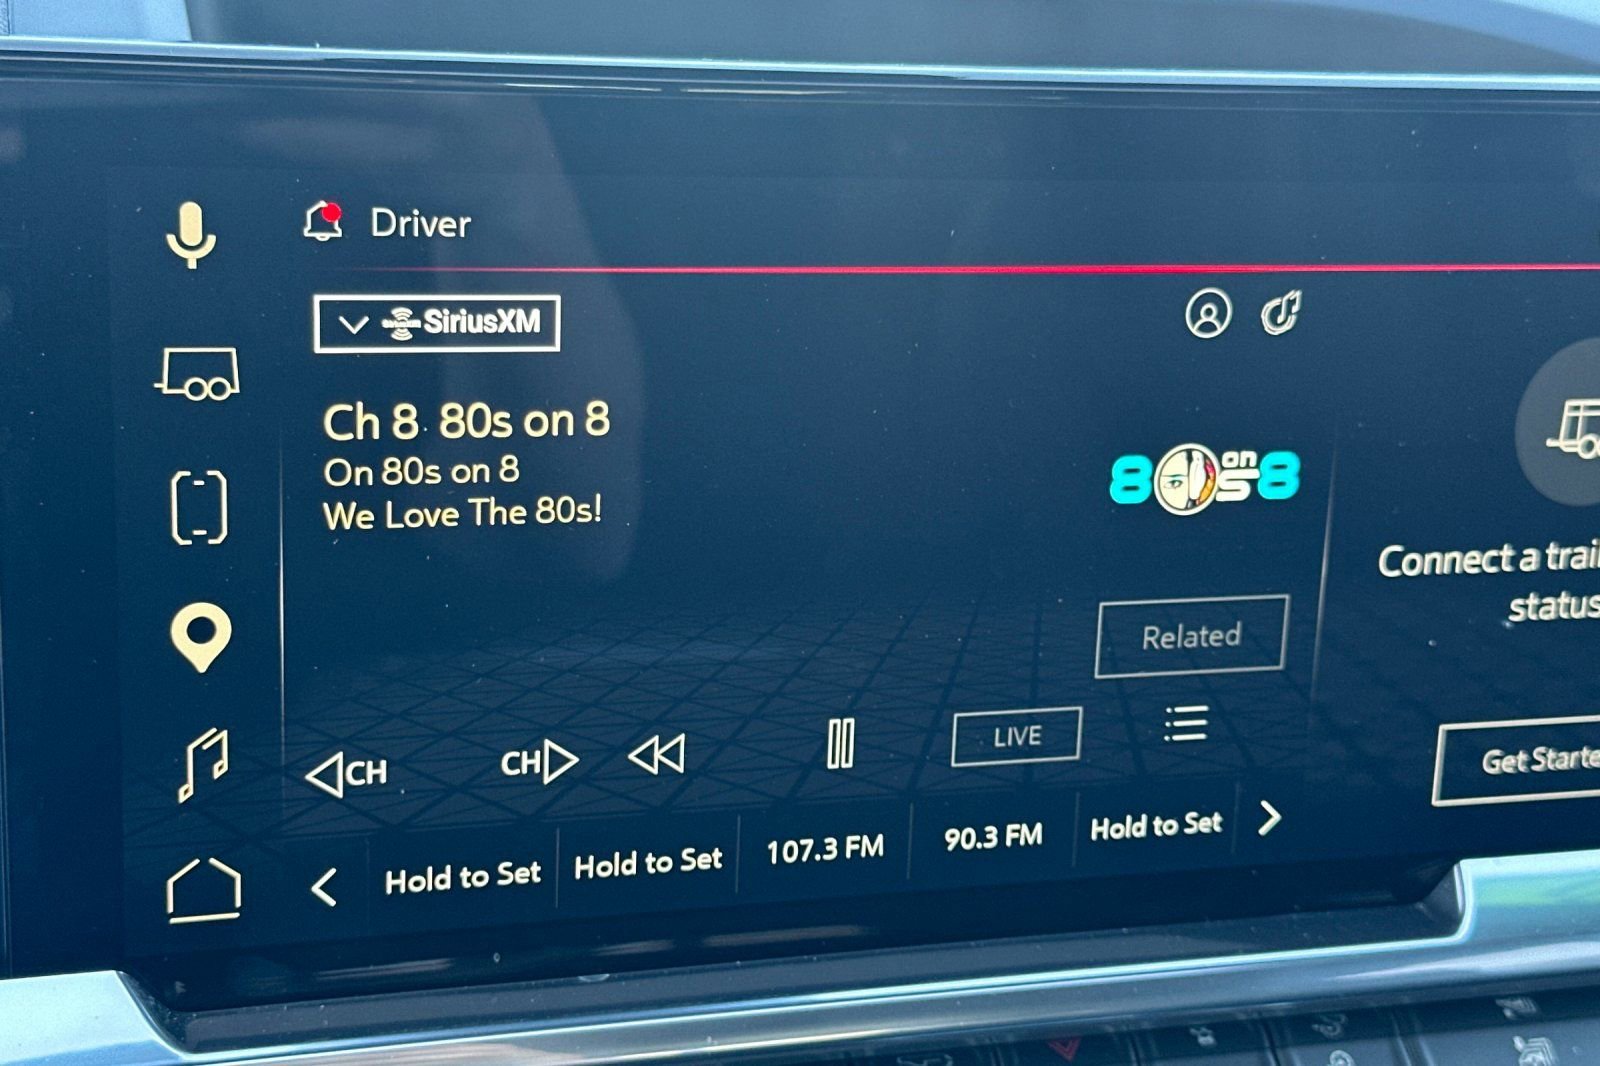 Driver
SiriusXM
Ch 8 80s on 8
On 80s on 8
We Love The 80s!
80s on 8
Related
Connect a trai
status
Get Starte
CH
CH
LIVE
Hold to Set
Hold to Set
107.3 FM
90.3 FM
Hold to Set